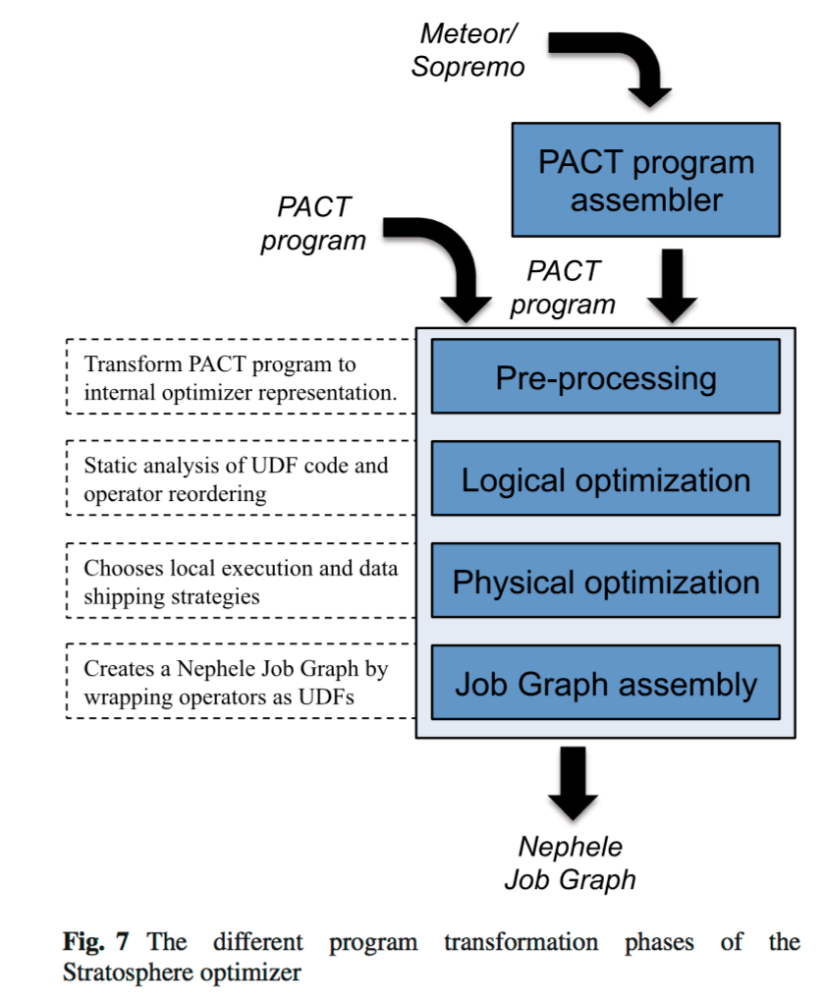 Meteor/
Sopremo
PACT program
assembler
PACT
program
PACT
program
Transform PACT program to
internal optimizer representation.
Pre-processing
Static analysis of UDF code and
operator reordering
Logical optimization
Chooses local execution and data
shipping strategies
Physical optimization
Creates a Nephele Job Graph by
wrapping operators as UDFs
Job Graph assembly
Nephele
Job Graph
Fig. 7 The different program transformation phases of the
Stratosphere optimizer